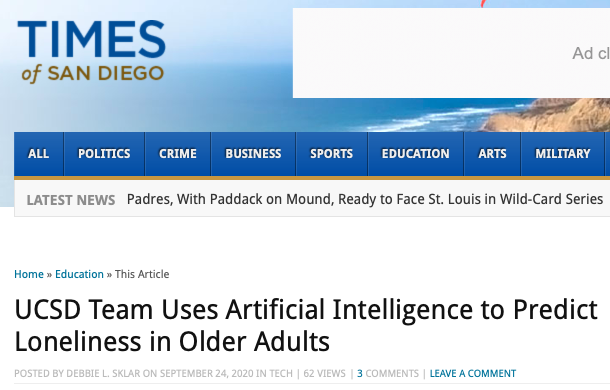 TIMES
of SAN DIEGO
Ad cl
ALL POLITICS CRIME BUSINESS SPORTS EDUCATION ARTS MILITARY
LATEST NEWS Padres, With Paddack on Mound, Ready to Face St. Louis in Wild-Card Series
Home » Education » This Article
UCSD Team Uses Artificial Intelligence to Predict
Loneliness in Older Adults
POSTED BY DEBBIE L. SKLAR ON SEPTEMBER 24, 2020 IN TECH | 62 VIEWS | 3 COMMENTS | LEAVE A COMMENT